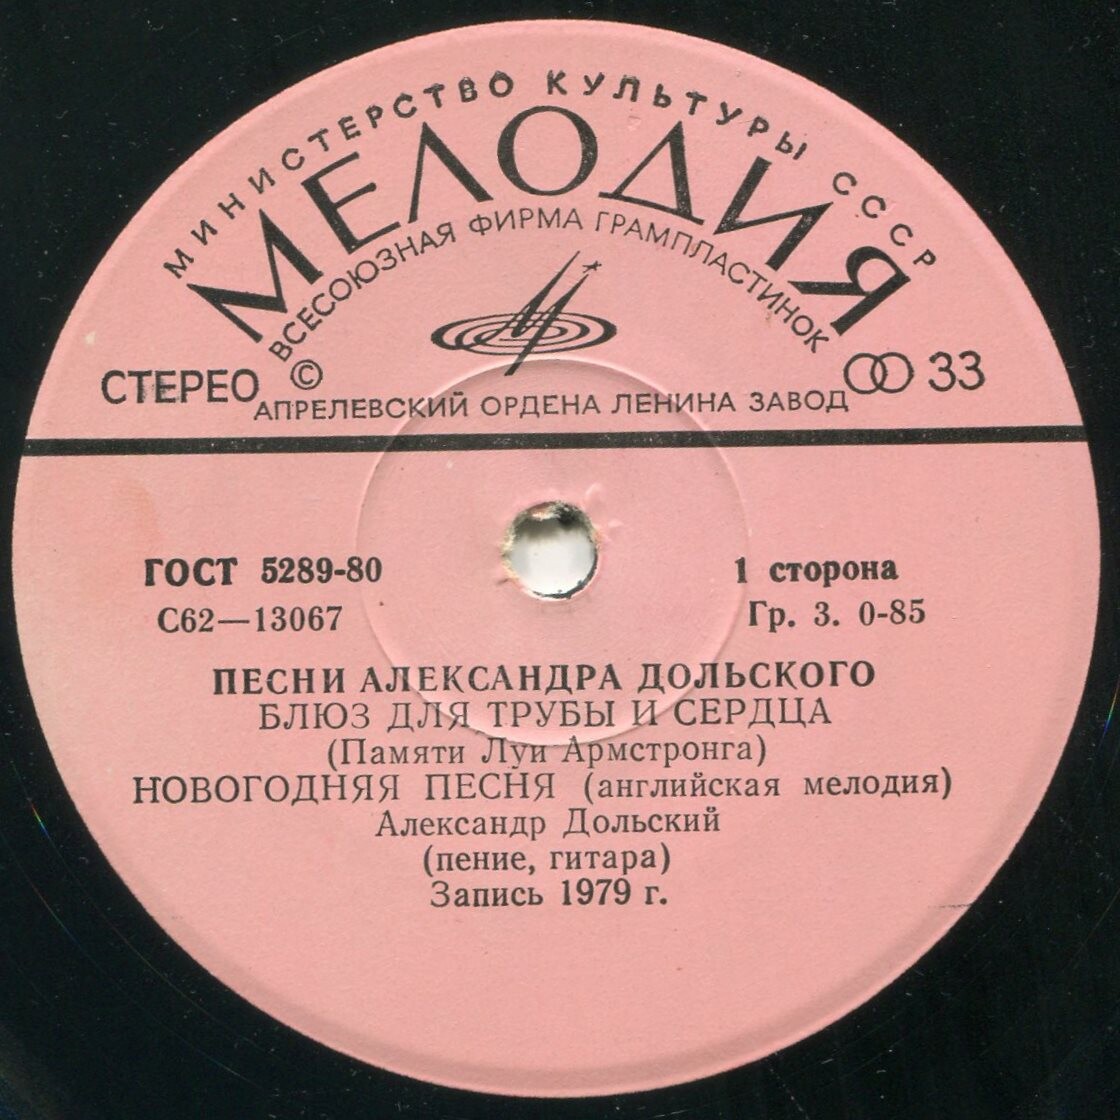 МИНИСТЕРСТВО КУЛЬТУРЫ СССР
МЕЛОДИЯ
ВСЕСОЮЗНАЯ ФИРМА ГРАМПЛАСТИНОК
СТЕРЕО © 33
АПРЕЛЕВСКИЙ ОРДЕНА ЛЕНИНА ЗАВОД
ГОСТ 5289-80 1 сторона
С62—13067 Гр. 3. 0-85
ПЕСНИ АЛЕКСАНДРА ДОЛЬСКОГО
БЛЮЗ ДЛЯ ТРУБЫ И СЕРДЦА
(Памяти Луи Армстронга)
НОВОГОДНЯЯ ПЕСНЯ (английская мелодия)
Александр Дольский
(пение, гитара)
Запись 1979 г.